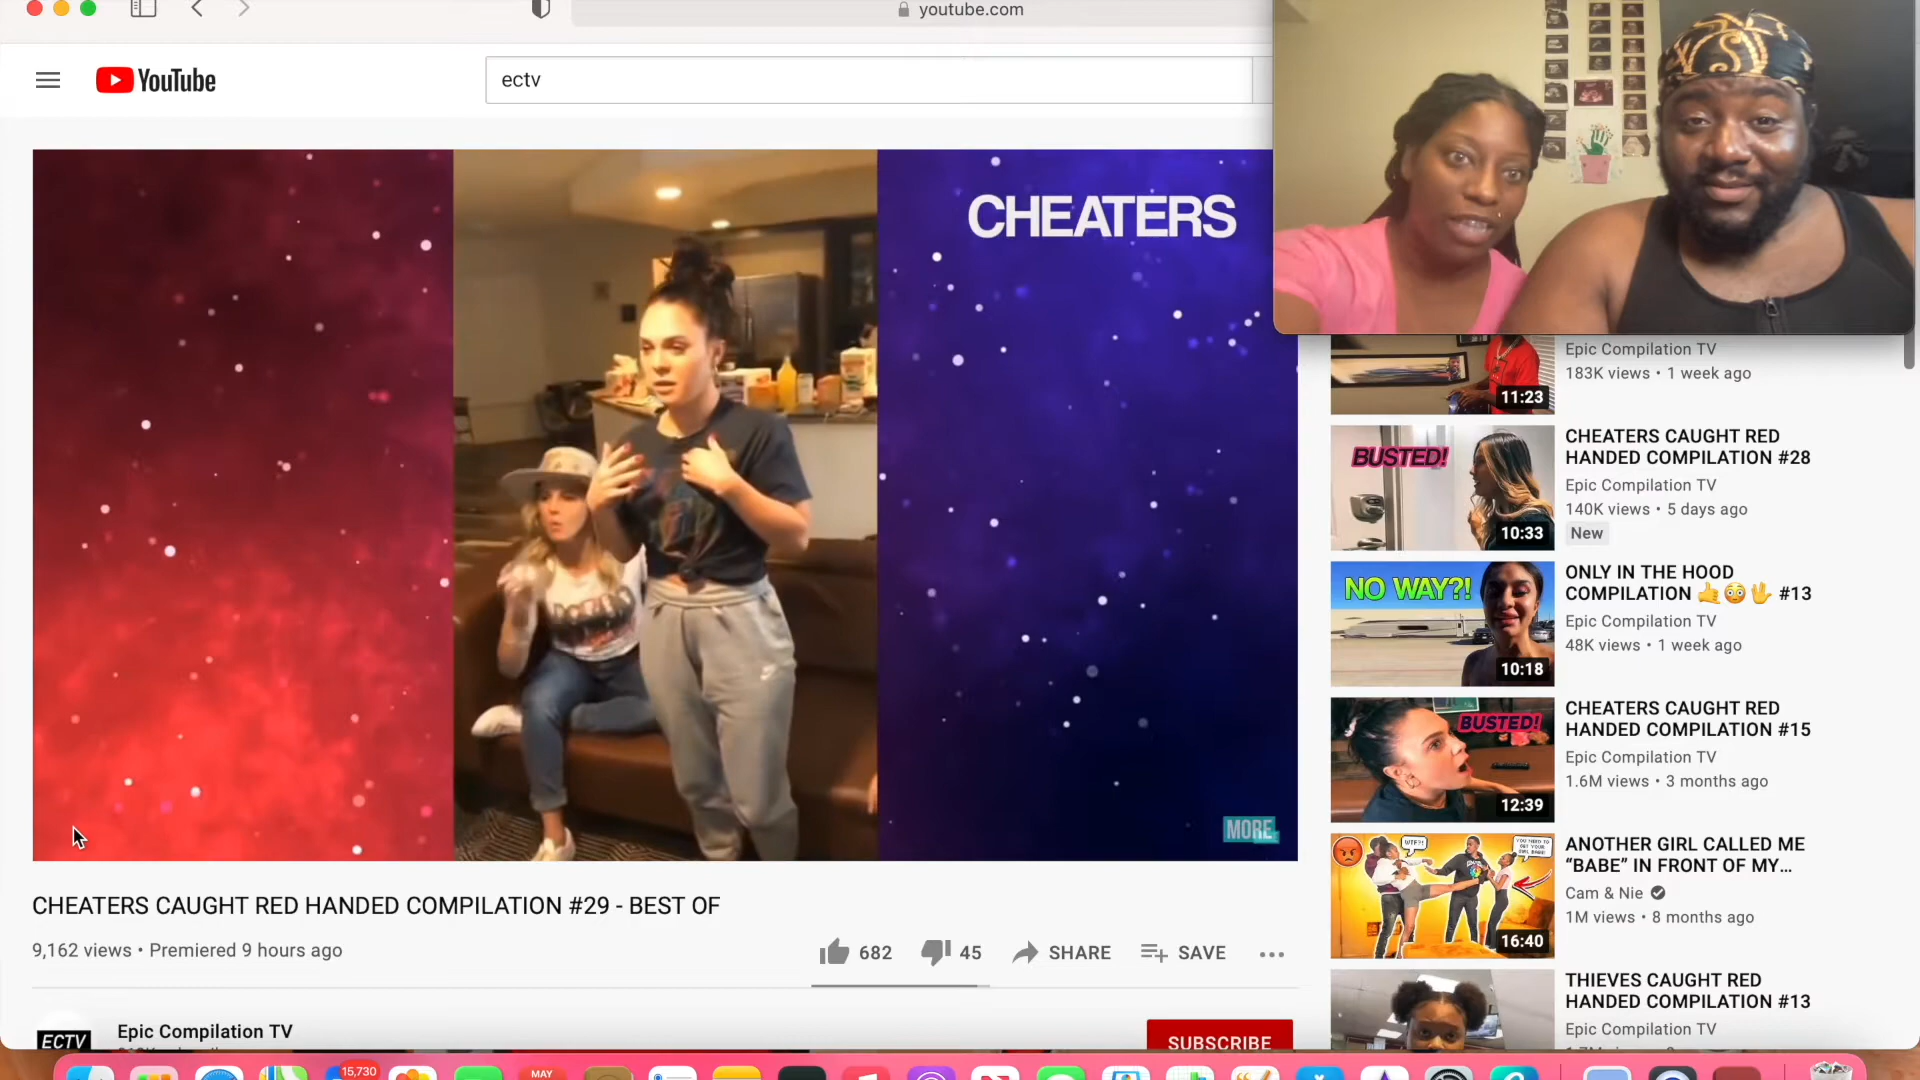 youtube.com
YouTube
ectv
CHEATERS
MORE
CHEATERS CAUGHT RED HANDED COMPILATION #29 - BEST OF
9,162 views • Premiered 9 hours ago
682
45
SHARE
SAVE
ECTV
Epic Compilation TV
SUBSCRIBE
11:23
Epic Compilation TV
183K views • 1 week ago
BUSTED!
10:33
CHEATERS CAUGHT RED
HANDED COMPILATION #28
Epic Compilation TV
140K views • 5 days ago
New
NO WAY?!
10:18
ONLY IN THE HOOD
COMPILATION 🤙😳🖖 #13
Epic Compilation TV
48K views • 1 week ago
BUSTED!
12:39
CHEATERS CAUGHT RED
HANDED COMPILATION #15
Epic Compilation TV
1.6M views • 3 months ago
WTF?!
16:40
ANOTHER GIRL CALLED ME
“BABE” IN FRONT OF MY...
Cam & Nie
1M views • 8 months ago
THIEVES CAUGHT RED
HANDED COMPILATION #13
Epic Compilation TV
15,730
MAY